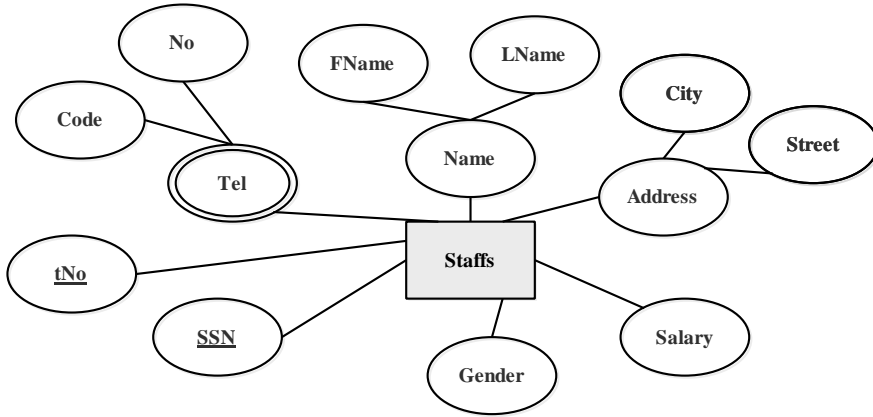 No
FName
LName
City
Code
Street
Name
Tel
Address
Staffs
tNo
SSN
Salary
Gender